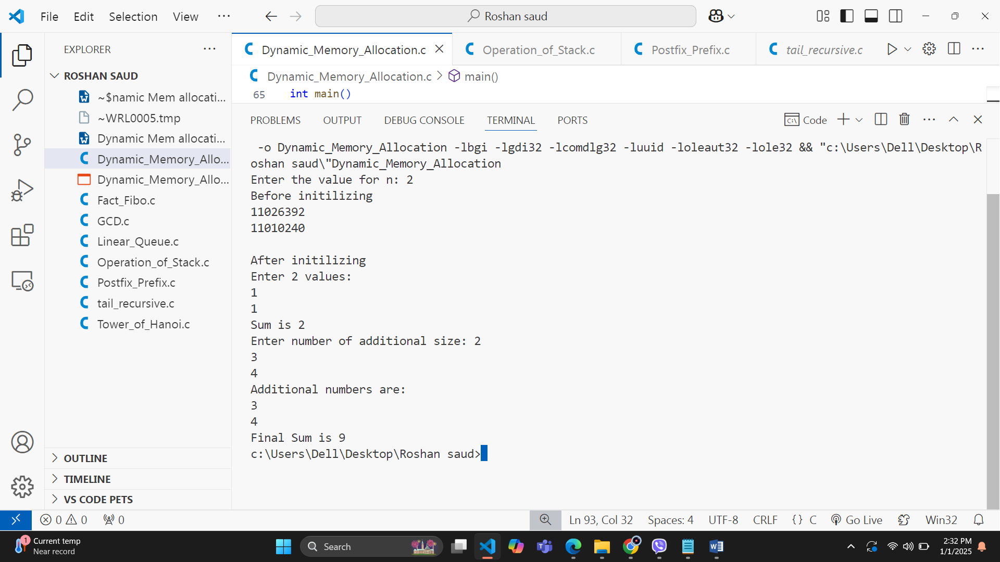 File Edit Selection View ···
Roshan saud
EXPLORER ···
ROSHAN SAUD
~$namic Mem allocati...
~WRL0005.tmp
Dynamic Mem allocati...
Dynamic_Memory_Allo...
Dynamic_Memory_Allo...
Fact_Fibo.c
GCD.c
Linear_Queue.c
Operation_of_Stack.c
Postfix_Prefix.c
tail_recursive.c
Tower_of_Hanoi.c
OUTLINE
TIMELINE
VS CODE PETS
Dynamic_Memory_Allocation.c Operation_of_Stack.c Postfix_Prefix.c tail_recursive.c
Dynamic_Memory_Allocation.c > main()
65 int main()
PROBLEMS OUTPUT DEBUG CONSOLE TERMINAL PORTS Code
-o Dynamic_Memory_Allocation -lbgi -lgdi32 -lcomdlg32 -luuid -loleaut32 -lole32 && "c:\Users\Dell\Desktop\R
oshan saud\"Dynamic_Memory_Allocation
Enter the value for n: 2
Before initilizing
11026392
11010240
After initilizing
Enter 2 values:
1
1
Sum is 2
Enter number of additional size: 2
3
4
Additional numbers are:
3
4
Final Sum is 9
c:\Users\Dell\Desktop\Roshan saud>
0 0 0 Ln 93, Col 32 Spaces: 4 UTF-8 CRLF {} C Go Live Win32
1 Current temp
Near record
Search
2:32 PM
1/1/2025